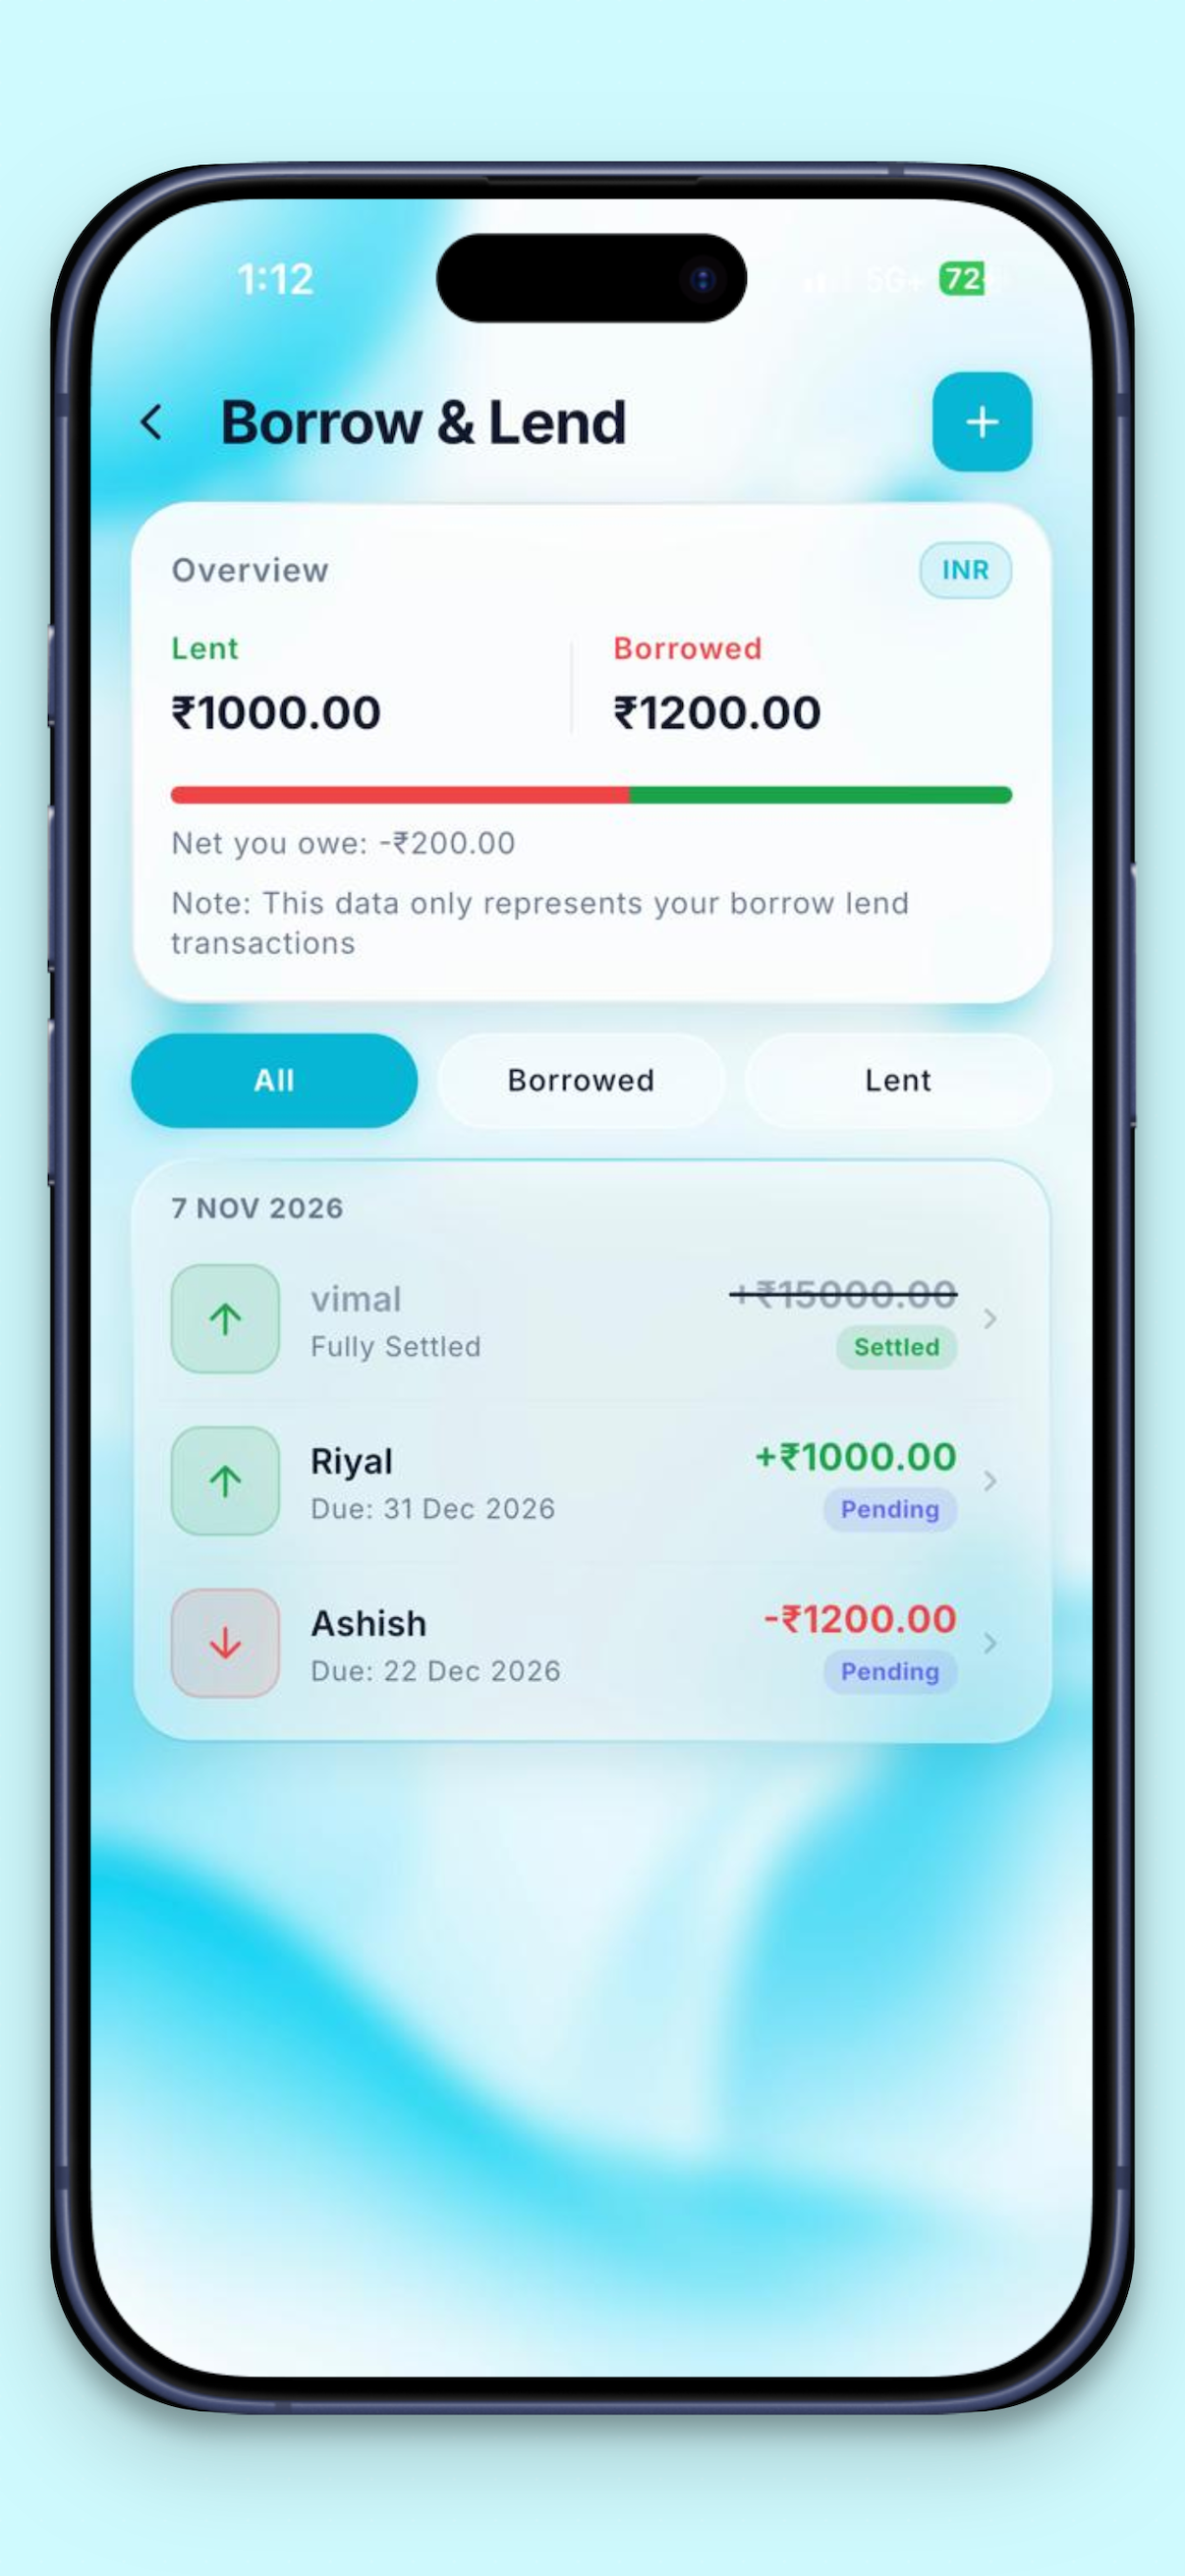 1:12
5G+
72
Borrow & Lend
Overview
INR
Lent
Borrowed
₹1000.00
₹1200.00
Net you owe: -₹200.00
Note: This data only represents your borrow lend
transactions
All
Borrowed
Lent
7 NOV 2026
vimal
+₹15000.00
Fully Settled
Settled
Riyal
+₹1000.00
Due: 31 Dec 2026
Pending
Ashish
-₹1200.00
Due: 22 Dec 2026
Pending